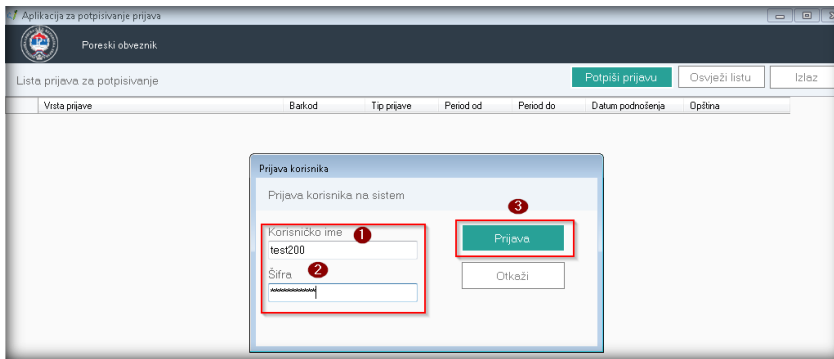 Aplikacija za potpisivanje prijava
Poreski obveznik
Lista prijava za potpisivanje
Potpiši prijavu
Osvježi listu
Izlaz
Vrsta prijave Barkod Tip prijave Period od Period do Datum podnošenja Opština
Prijava korisnika
Prijava korisnika na sistem
3
Korisničko ime 1
Prijava
test200
Šifra 2
Otkaži
***********